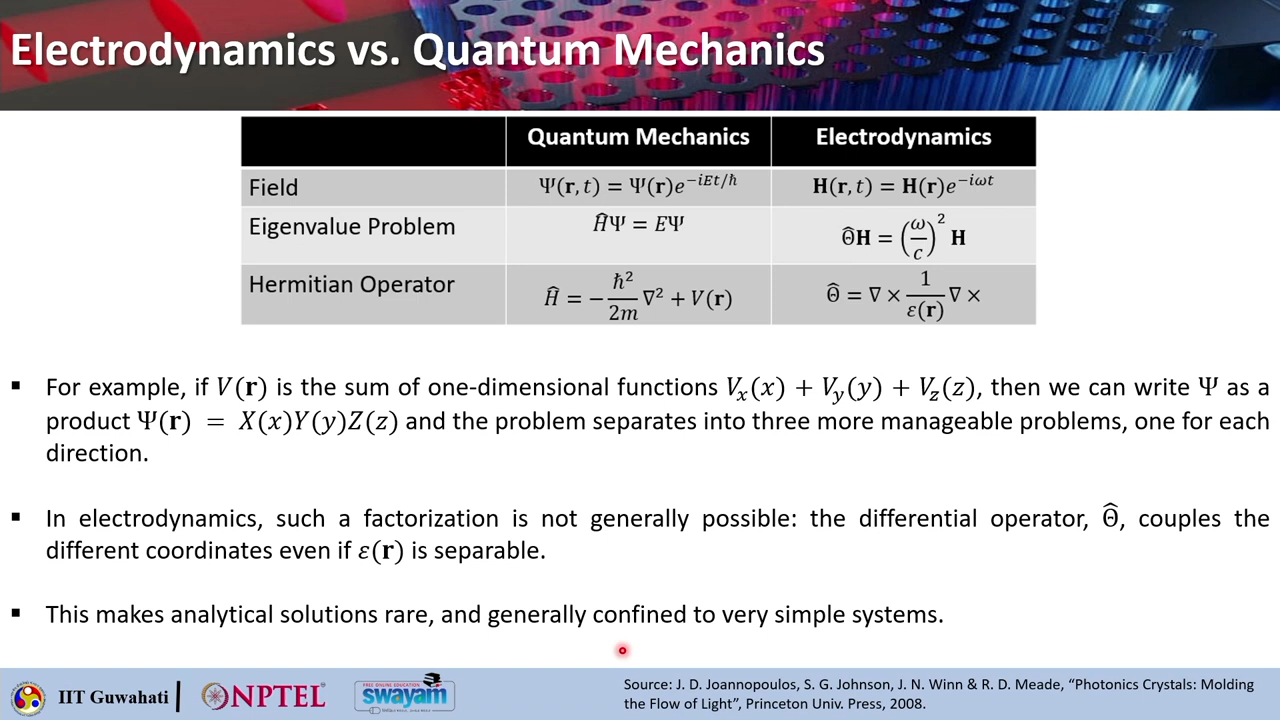 Electrodynamics vs. Quantum Mechanics
Quantum Mechanics Electrodynamics
Field Ψ(𝐫, t) = Ψ(𝐫)e^{−iEt/ℏ} 𝐇(𝐫, t) = 𝐇(𝐫)e^{−iωt}
Eigenvalue Problem ĤΨ = EΨ Θ̂𝐇 = (ω/c)² 𝐇
Hermitian Operator Ĥ = −ℏ²/2m ∇² + V(𝐫) Θ̂ = ∇ × 1/ε(𝐫) ∇ ×
▪ For example, if V(𝐫) is the sum of one-dimensional functions Vₓ(x) + V_y(y) + V_z(z), then we can write Ψ as a
product Ψ(𝐫) = X(x)Y(y)Z(z) and the problem separates into three more manageable problems, one for each
direction.
▪ In electrodynamics, such a factorization is not generally possible: the differential operator, Θ̂, couples the
different coordinates even if ε(𝐫) is separable.
▪ This makes analytical solutions rare, and generally confined to very simple systems.
IIT Guwahati
NPTEL
FREE ONLINE EDUCATION
swayam
Source: J. D. Joannopoulos, S. G. Johnson, J. N. Winn & R. D. Meade, “Photonics Crystals: Molding
the Flow of Light”, Princeton Univ. Press, 2008.